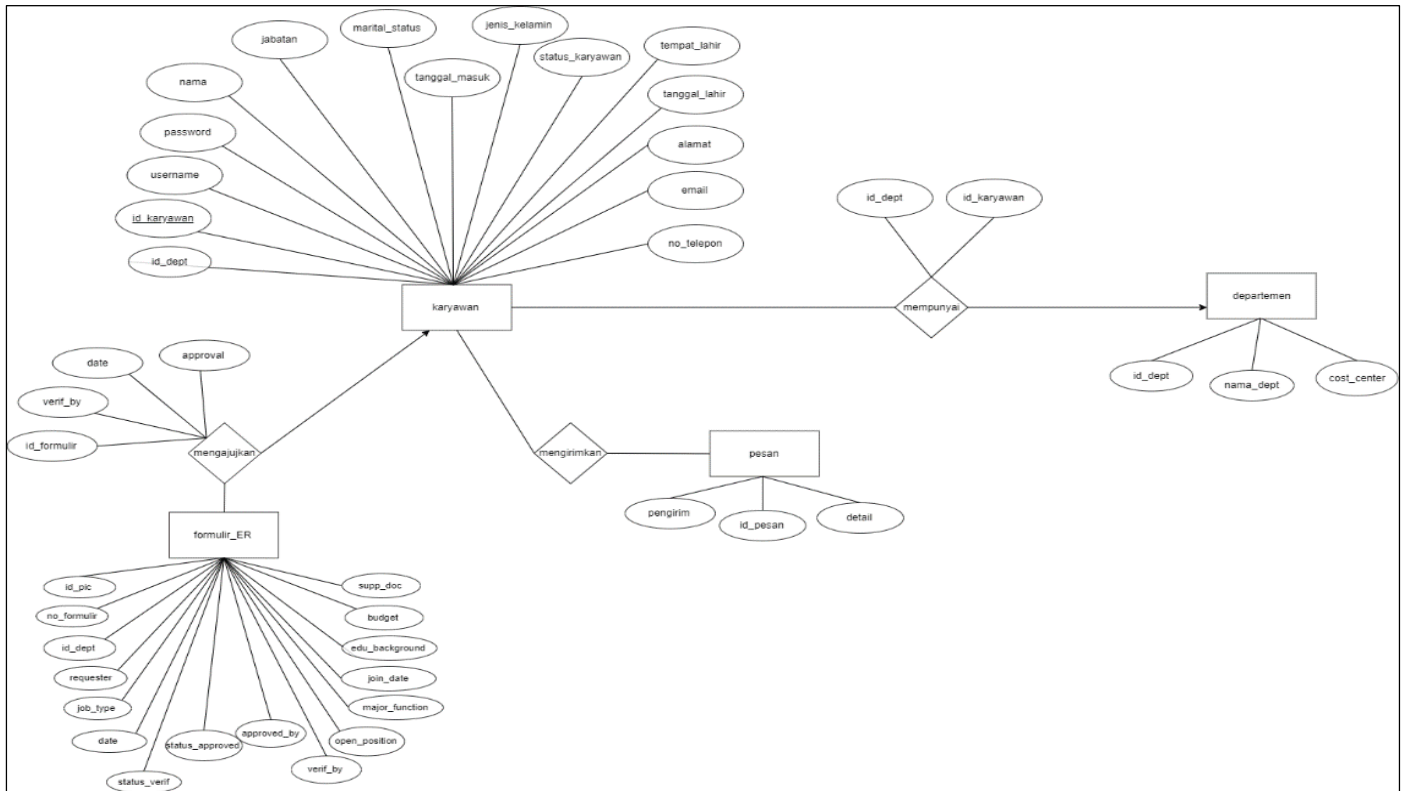 jabatan
marital_status
jenis_kelamin
status_karyawan
tempat_lahir
tanggal_masuk
nama
tanggal_lahir
password
alamat
username
email
id_karyawan
no_telepon
id_dept
karyawan
id_dept
id_karyawan
mempunyai
departemen
id_dept
nama_dept
cost_center
approval
date
verif_by
id_formulir
mengajujkan
mengirimkan
pesan
pengirim
id_pesan
detail
formulir_ER
id_pic
supp_doc
no_formulir
budget
id_dept
edu_background
requester
join_date
job_type
major_function
date
status_approved
approved_by
open_position
status_verif
verif_by